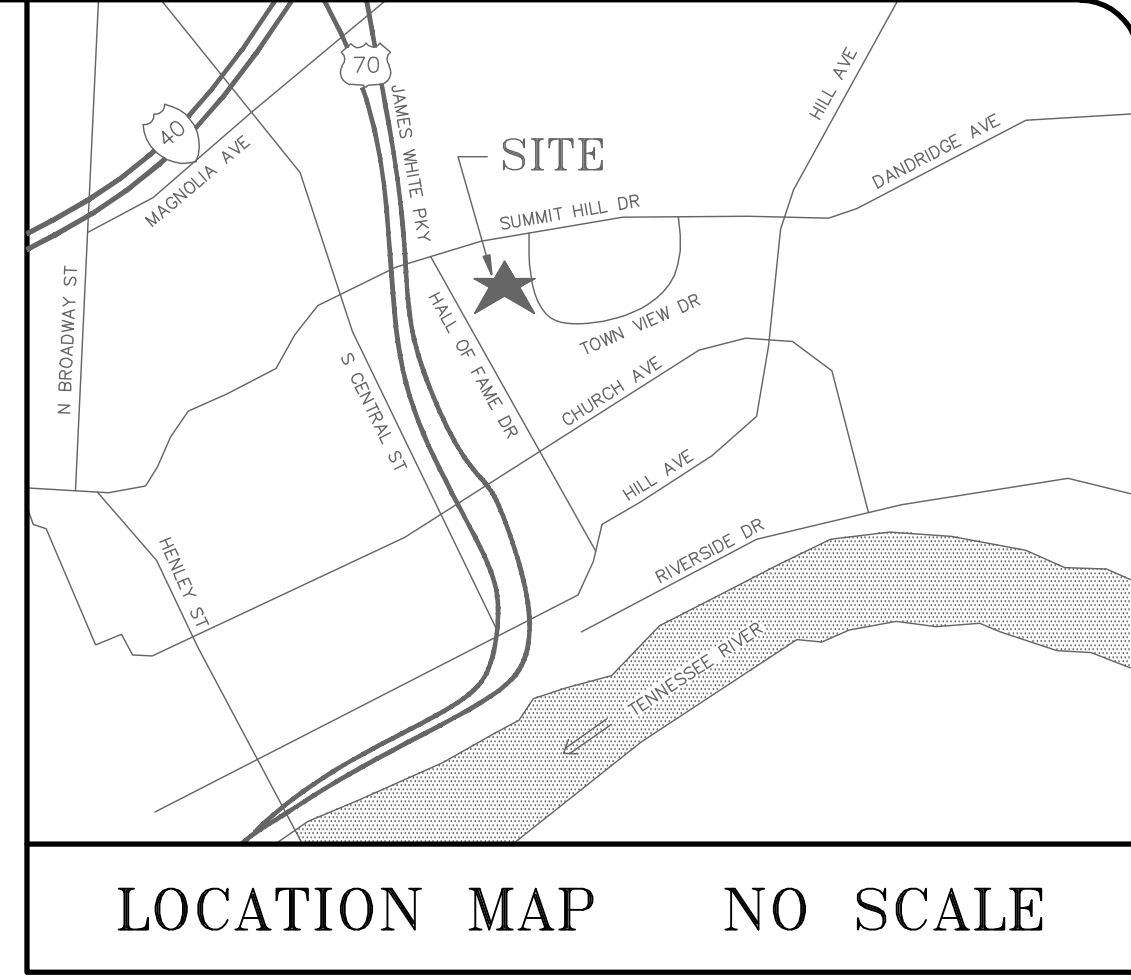 70
HILL AVE
40
MAGNOLIA AVE
JAMES WHITE PKY
SITE
DANDRIDGE AVE
SUMMIT HILL DR
N BROADWAY ST
HALL OF FAME DR
TOWN VIEW DR
S CENTRAL ST
CHURCH AVE
HILL AVE
HENLEY ST
RIVERSIDE DR
TENNESSEE RIVER
LOCATION MAP NO SCALE